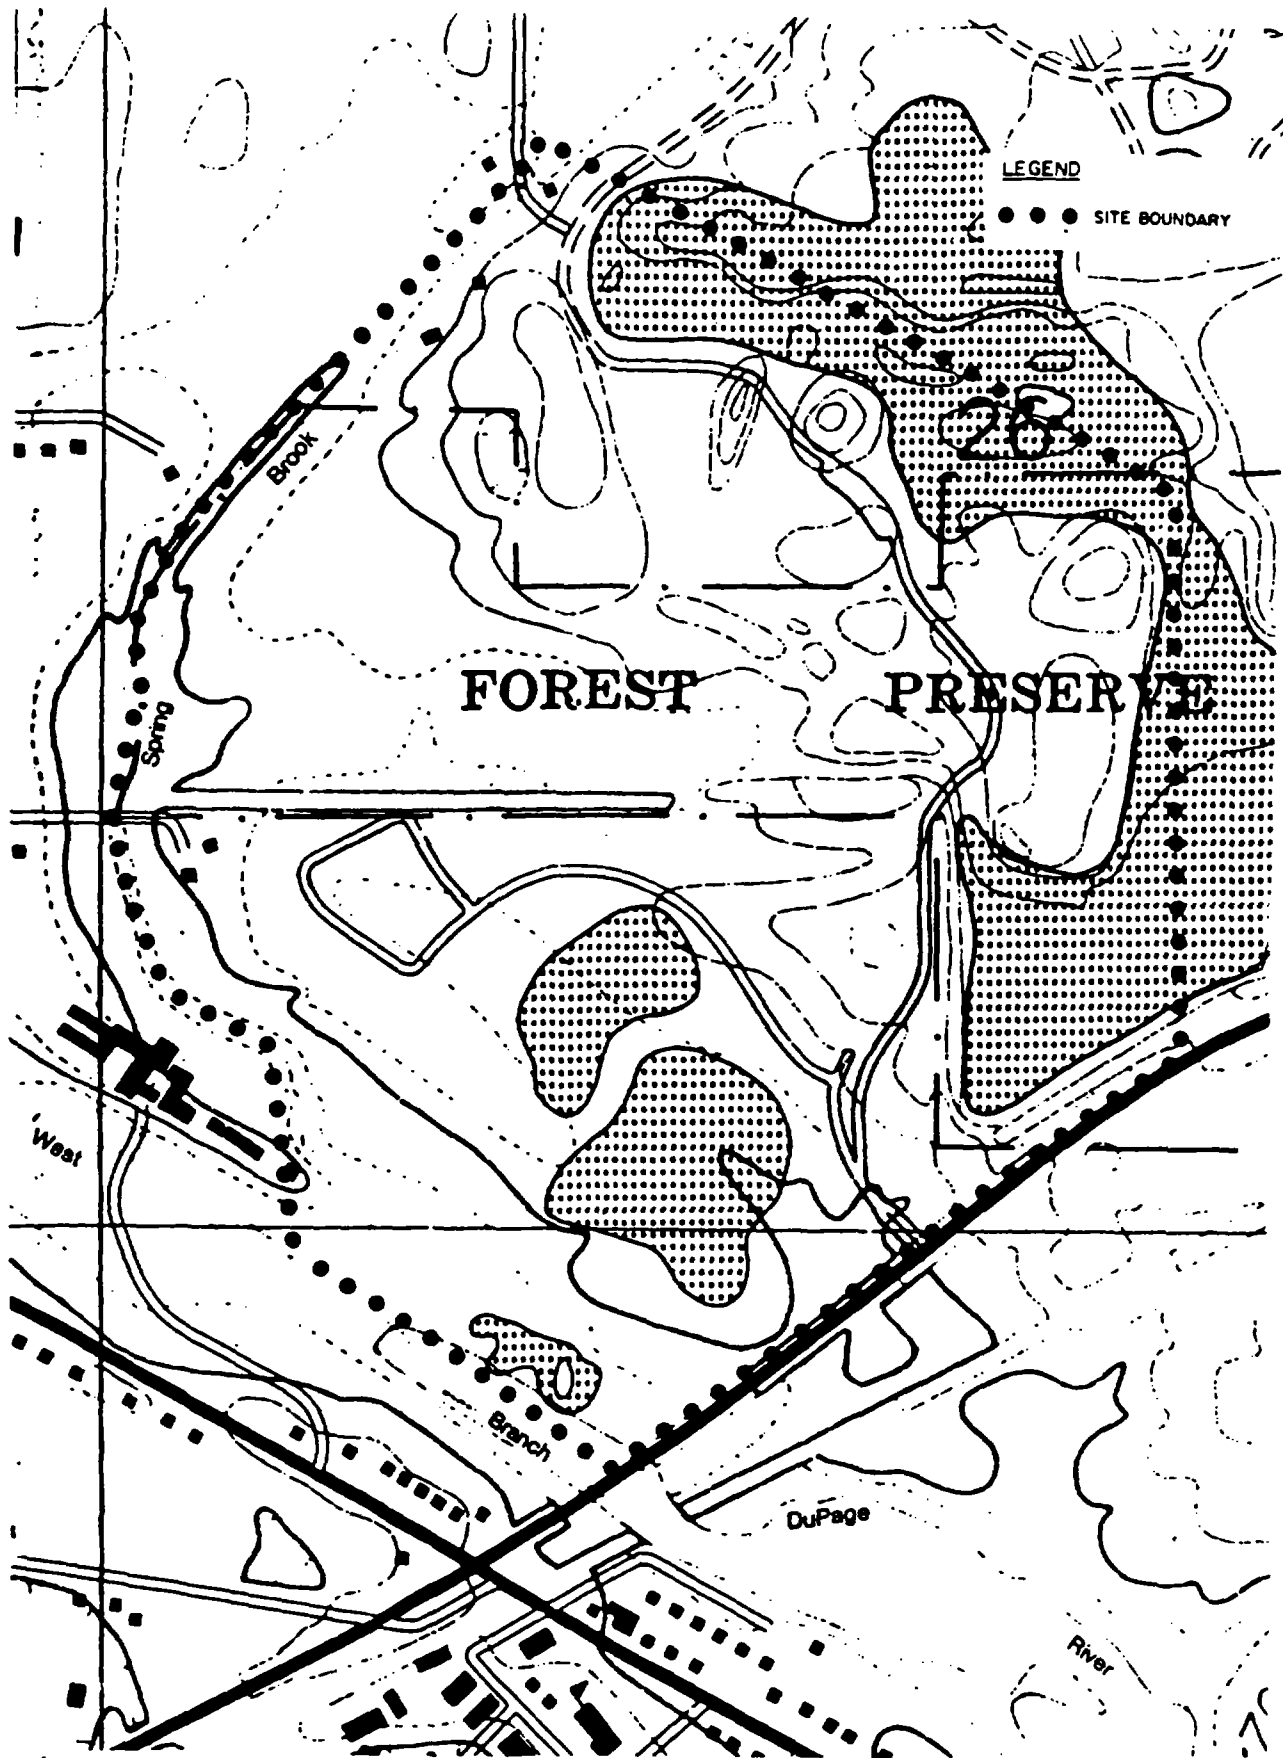 LEGEND
SITE BOUNDARY
26
Brook
FOREST PRESERVE
Spring
West
Branch
DuPage
River